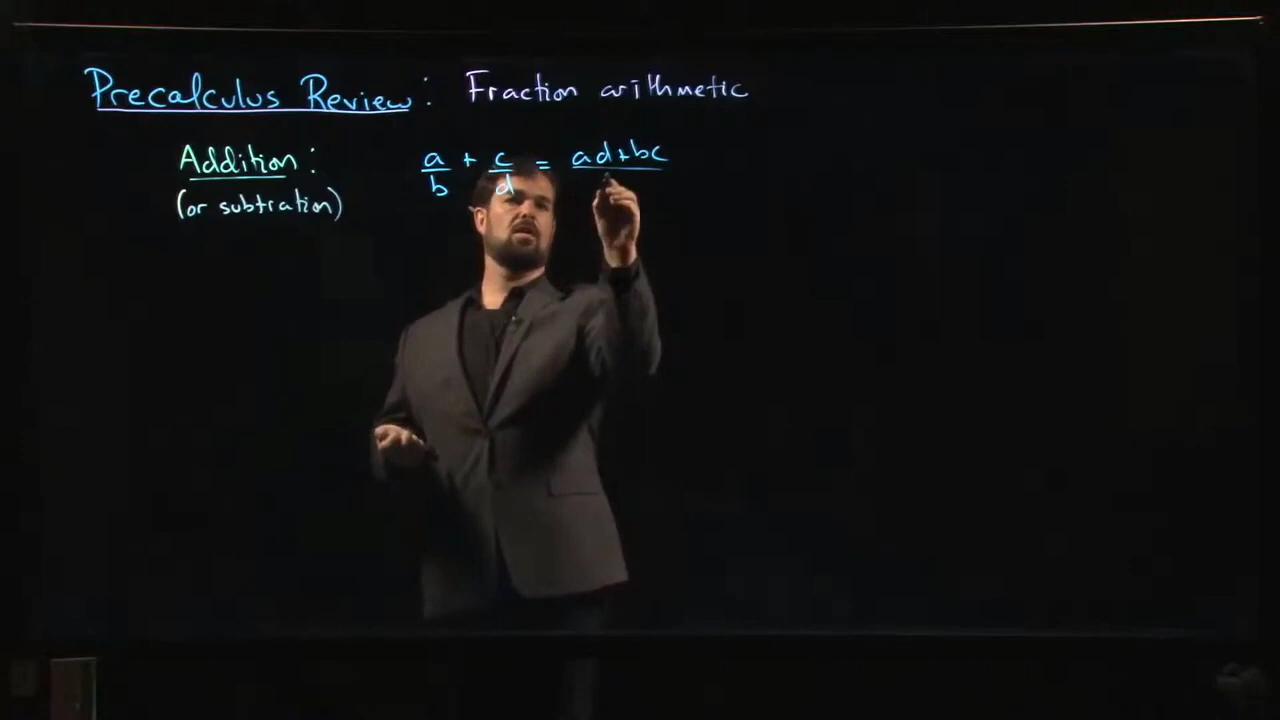 Precalculus Review: Fraction arithmetic
Addition: a/b + c/d = ad+bc
(or subtration)